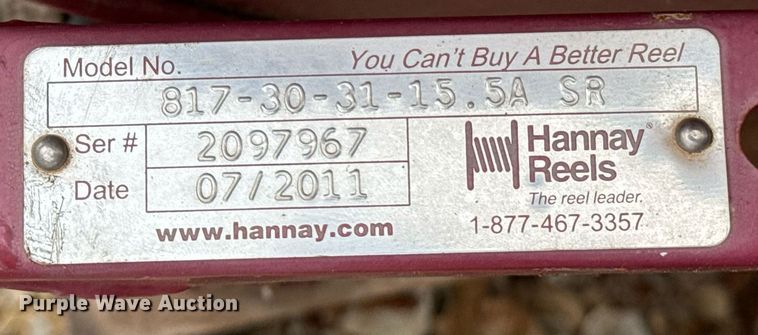 Model No. You Can't Buy A Better Reel
817-30-31-15.5A SR
Ser # 2097967
Date 07/2011
Hannay®
Reels
The reel leader.
www.hannay.com 1-877-467-3357
Purple Wave Auction